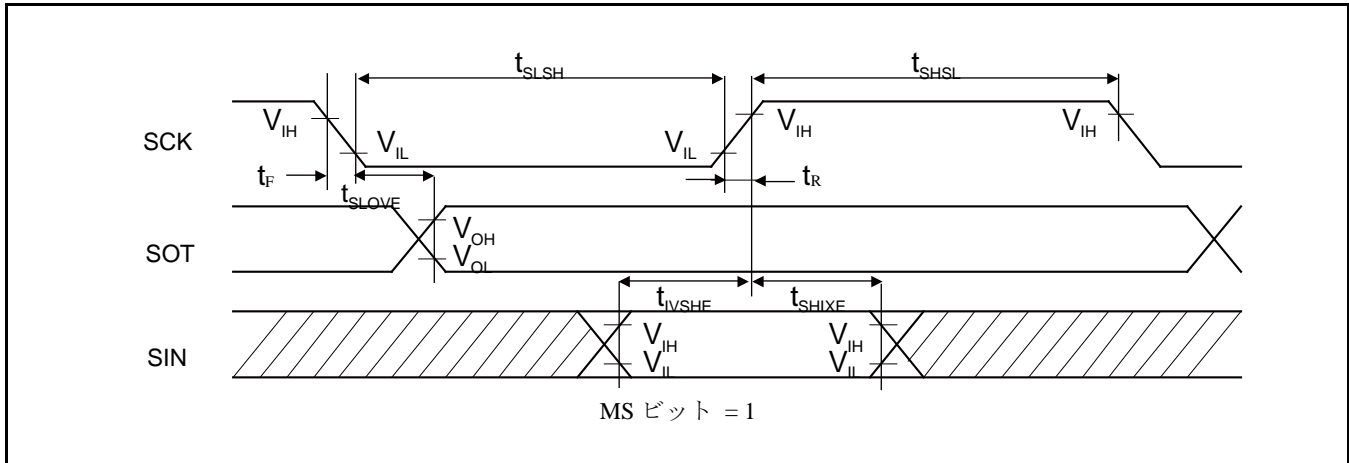 tSLSH
tSHSL
SCK
VIH
VIL
VIL
VIH
VIH
tF
tSLOVE
tR
SOT
VOH
VOL
tIVSHE
tSHIXE
SIN
VIH
VIL
VIH
VIL
MS ビット = 1